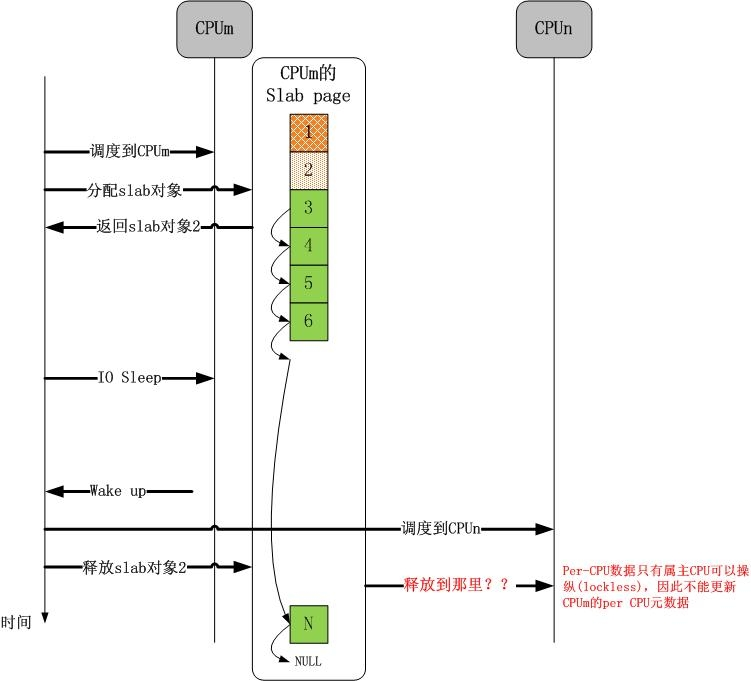 CPUm
CPUn
CPUm的
Slab page
1
调度到CPUm
2
分配slab对象
3
返回slab对象2
4
5
6
IO Sleep
Wake up
调度到CPUn
释放slab对象2
释放到那里？？
Per-CPU数据只有属主CPU可以操
纵(lockless)，因此不能更新
CPUm的per CPU元数据
时间
N
NULL